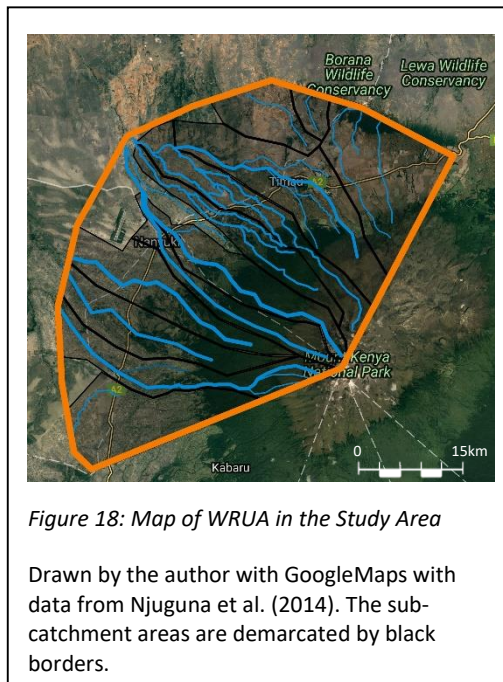 Borana
Wildlife
Conservancy
Lewa Wildlife
Conservancy
Timau
A2
Nanyuki
Mount Kenya
National Park
A2
Kabaru
0
15km
Figure 18: Map of WRUA in the Study Area
Drawn by the author with GoogleMaps with
data from Njuguna et al. (2014). The sub-
catchment areas are demarcated by black
borders.